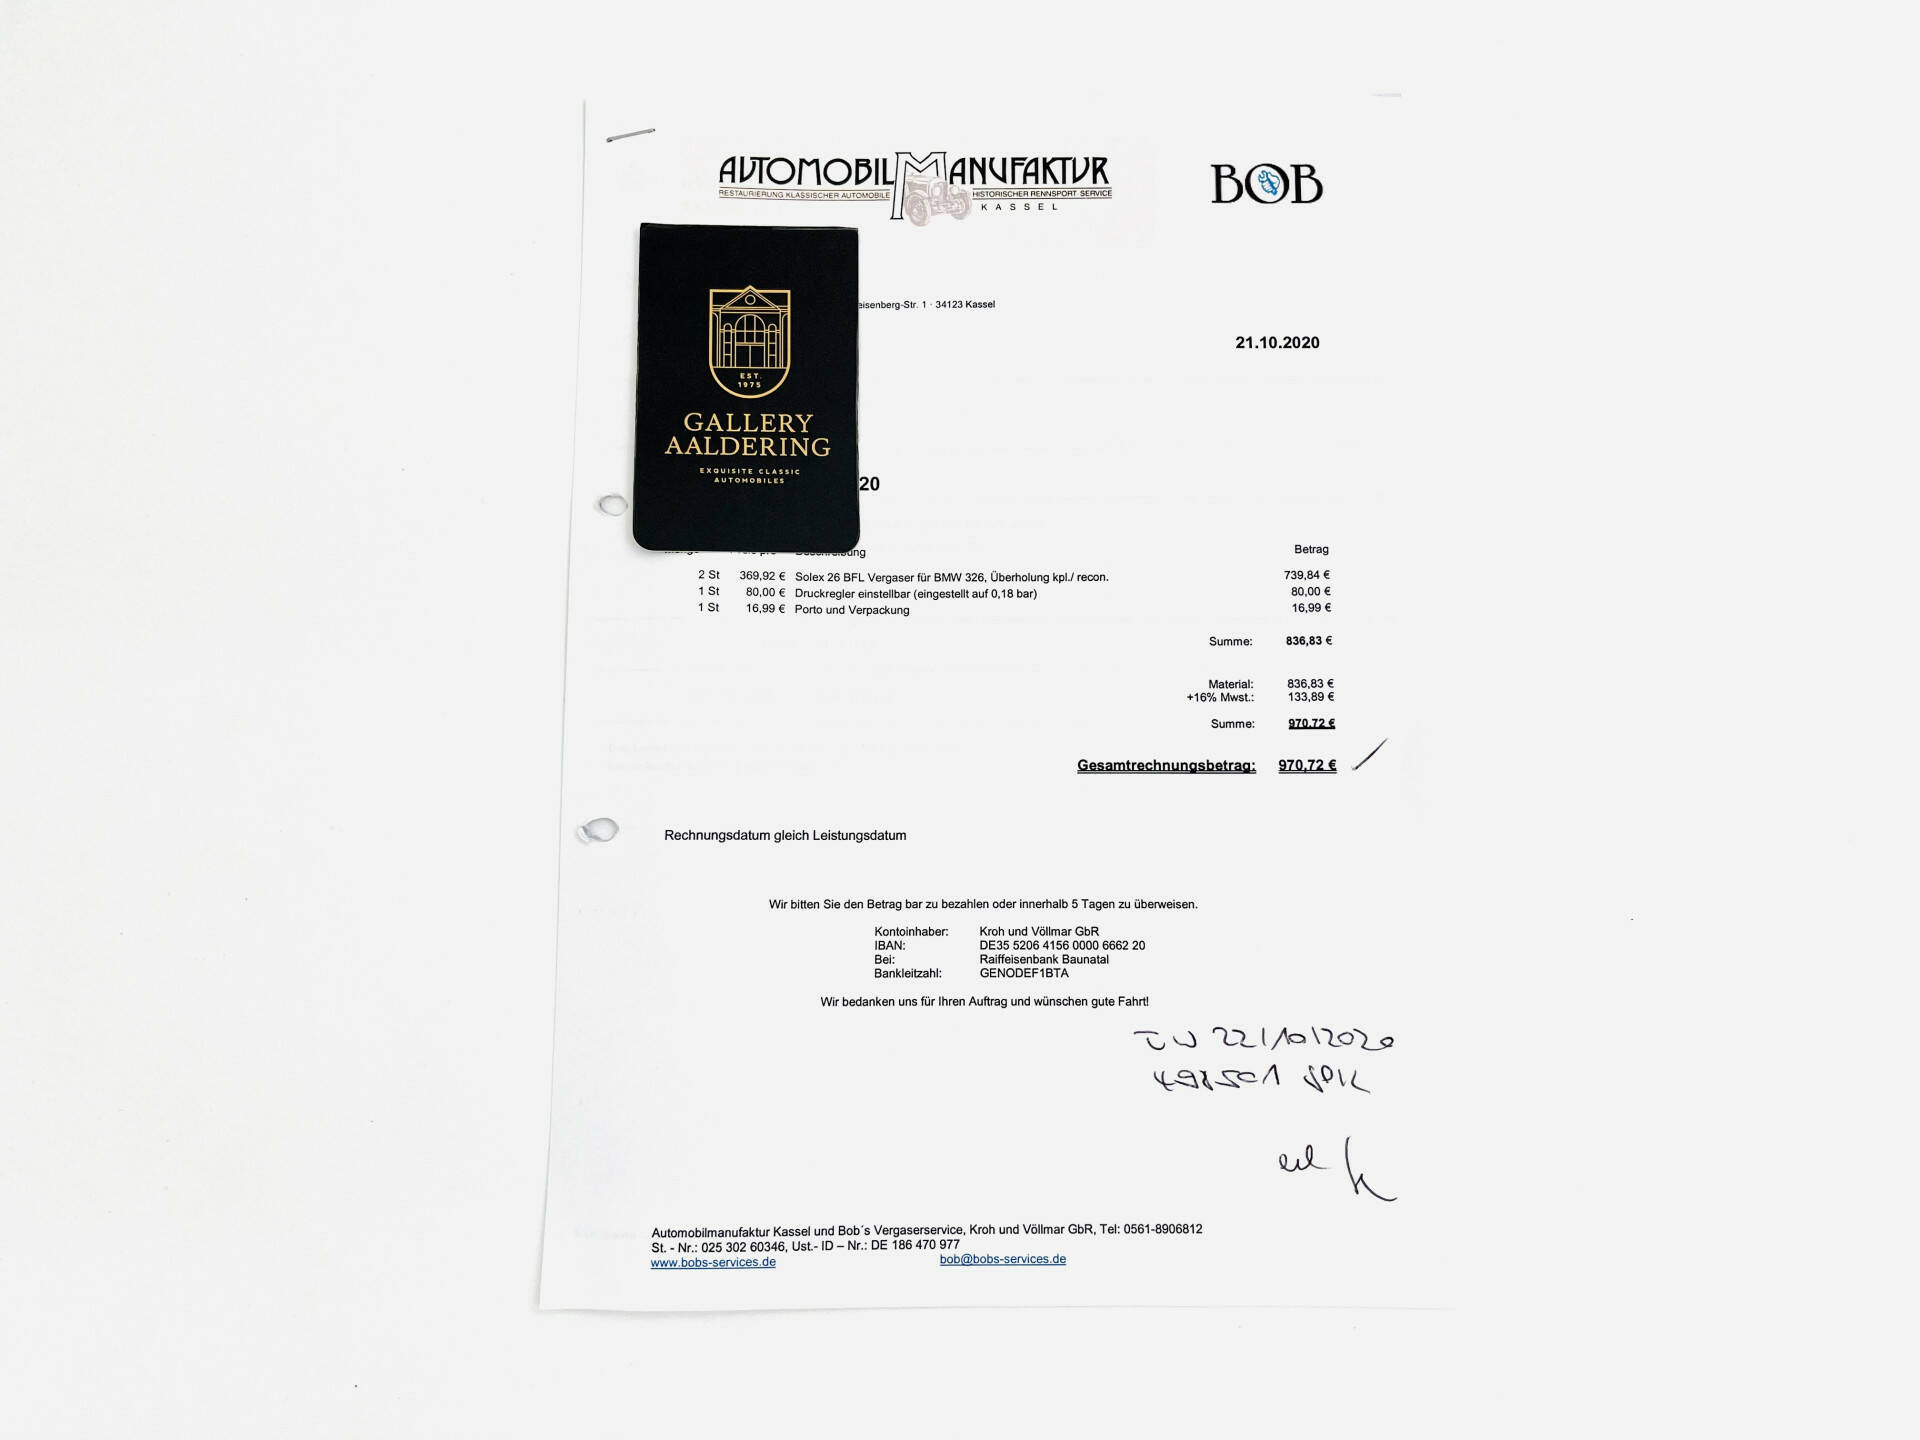 AUTOMOBIL MANUFAKTUR
RESTAURIERUNG KLASSISCHER AUTOMOBILE HISTORISCHER RENNSPORT SERVICE
KASSEL
BOB
eisenberg-Str. 1 · 34123 Kassel
21.10.2020
EST.
1975
GALLERY
AALDERING
EXQUISITE CLASSIC
AUTOMOBILES
20
Betrag
2 St 369,92 € Solex 26 BFL Vergaser für BMW 326, Überholung kpl./ recon. 739,84 €
1 St 80,00 € Druckregler einstellbar (eingestellt auf 0,18 bar) 80,00 €
1 St 16,99 € Porto und Verpackung 16,99 €
Summe: 836,83 €
Material: 836,83 €
+16% Mwst.: 133,89 €
Summe: 970,72 €
Gesamtrechnungsbetrag: 970,72 €
Rechnungsdatum gleich Leistungsdatum
Wir bitten Sie den Betrag bar zu bezahlen oder innerhalb 5 Tagen zu überweisen.
Kontoinhaber: Kroh und Völlmar GbR
IBAN: DE35 5206 4156 0000 6662 20
Bei: Raiffeisenbank Baunatal
Bankleitzahl: GENODEF1BTA
Wir bedanken uns für Ihren Auftrag und wünschen gute Fahrt!
22/10/2020
Automobilmanufaktur Kassel und Bob´s Vergaserservice, Kroh und Völlmar GbR, Tel: 0561-8906812
St. - Nr.: 025 302 60346, Ust.- ID – Nr.: DE 186 470 977
www.bobs-services.de bob@bobs-services.de